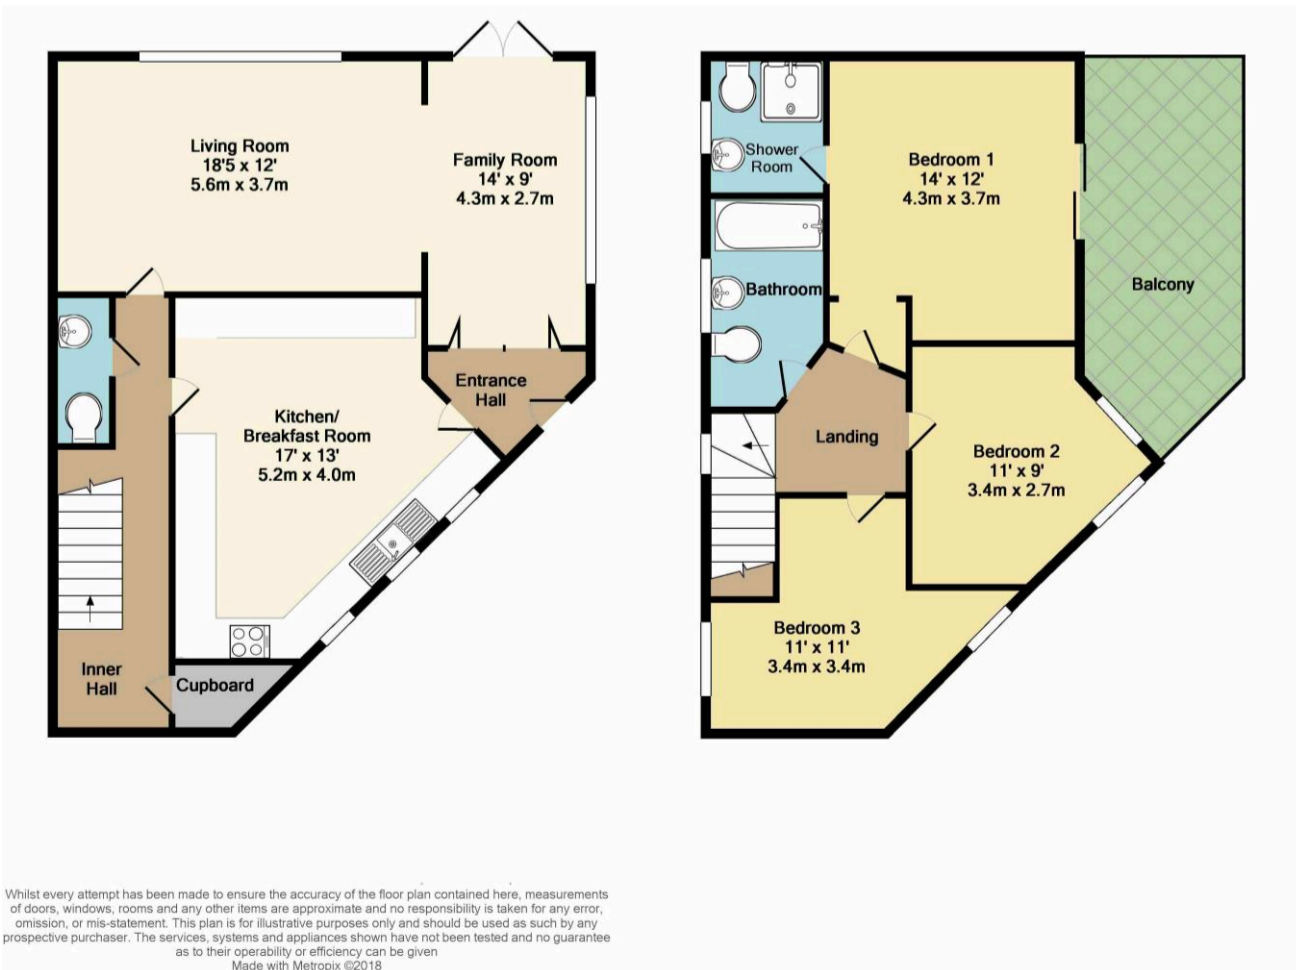 Living Room
18'5 x 12'
5.6m x 3.7m
Family Room
14' x 9'
4.3m x 2.7m
Kitchen/
Breakfast Room
17' x 13'
5.2m x 4.0m
Entrance
Hall
Inner
Hall
Cupboard
Shower
Room
Bedroom 1
14' x 12'
4.3m x 3.7m
Balcony
Bathroom
Landing
Bedroom 2
11' x 9'
3.4m x 2.7m
Bedroom 3
11' x 11'
3.4m x 3.4m
Whilst every attempt has been made to ensure the accuracy of the floor plan contained here, measurements
of doors, windows, rooms and any other items are approximate and no responsibility is taken for any error,
omission, or mis-statement. This plan is for illustrative purposes only and should be used as such by any
prospective purchaser. The services, systems and appliances shown have not been tested and no guarantee
as to their operability or efficiency can be given
Made with Metropix ©2018